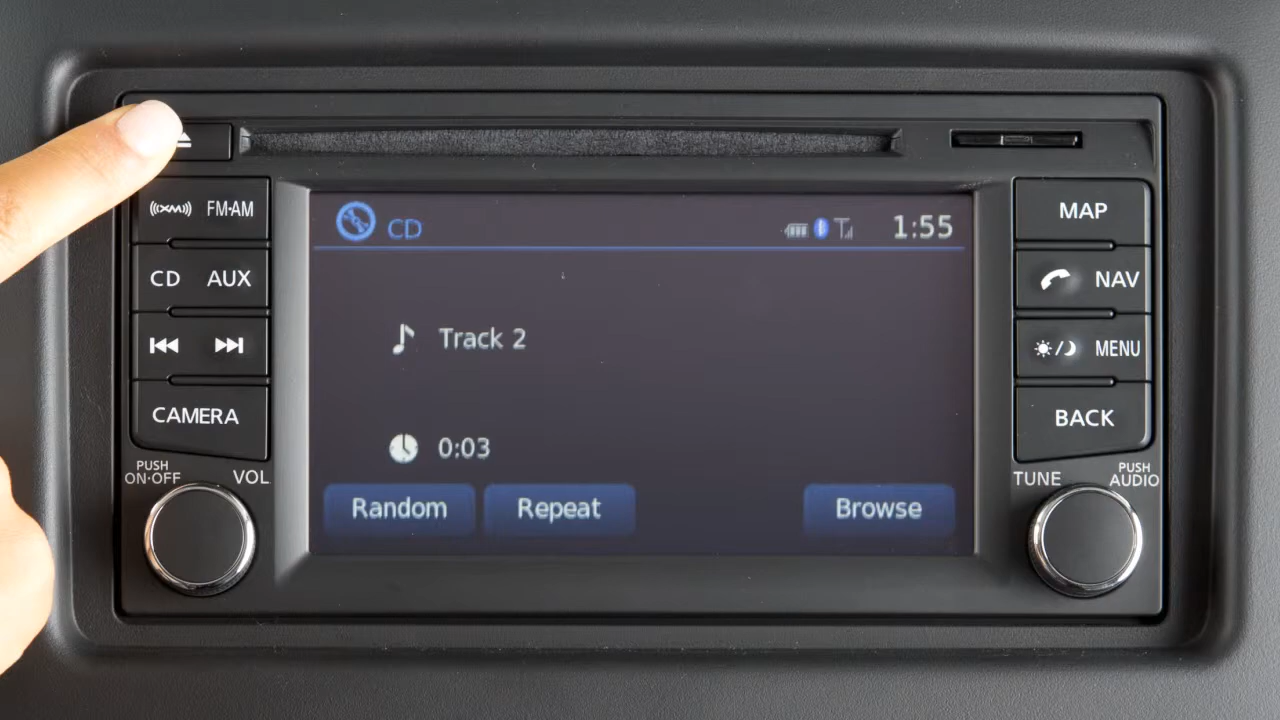 XM FM·AM
CD AUX
CAMERA
PUSH
ON·OFF
VOL
CD
1:55
Track 2
0:03
Random Repeat Browse
MAP
NAV
MENU
BACK
TUNE
PUSH
AUDIO